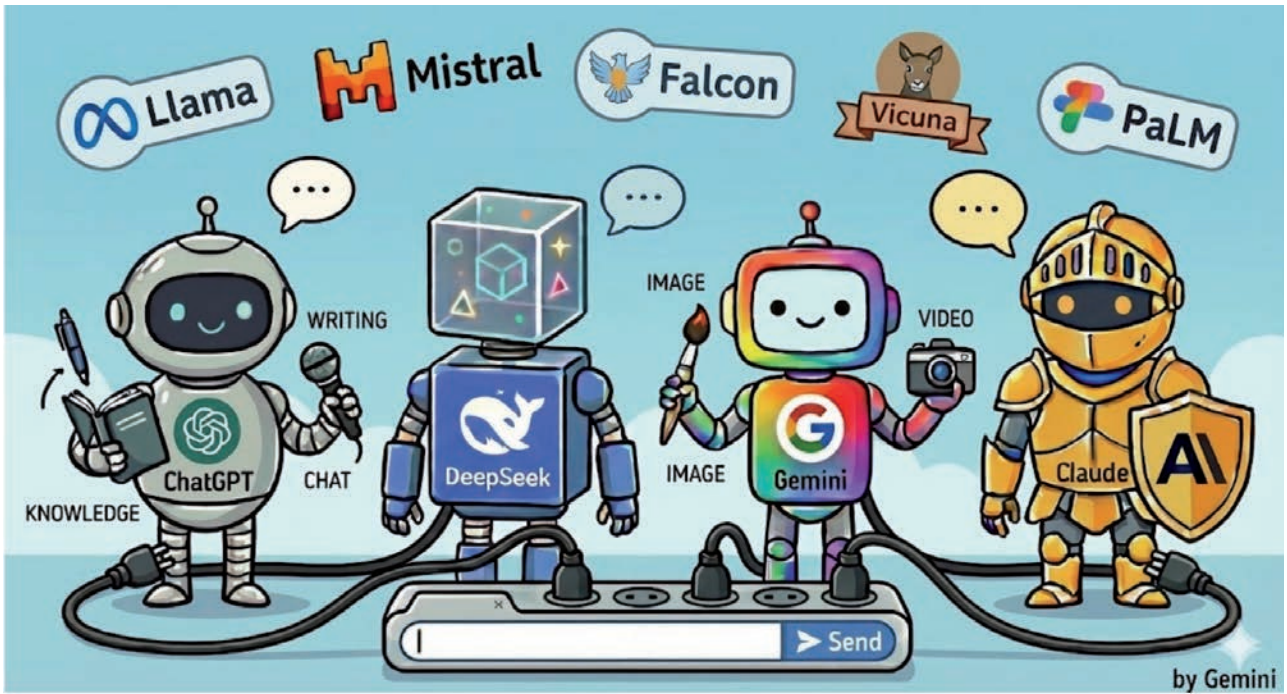 Llama
Mistral
Falcon
Vicuna
PaLM
...
...
...
WRITING
ChatGPT
CHAT
KNOWLEDGE
DeepSeek
IMAGE
VIDEO
IMAGE
Gemini
Claude
AI
Send
by Gemini